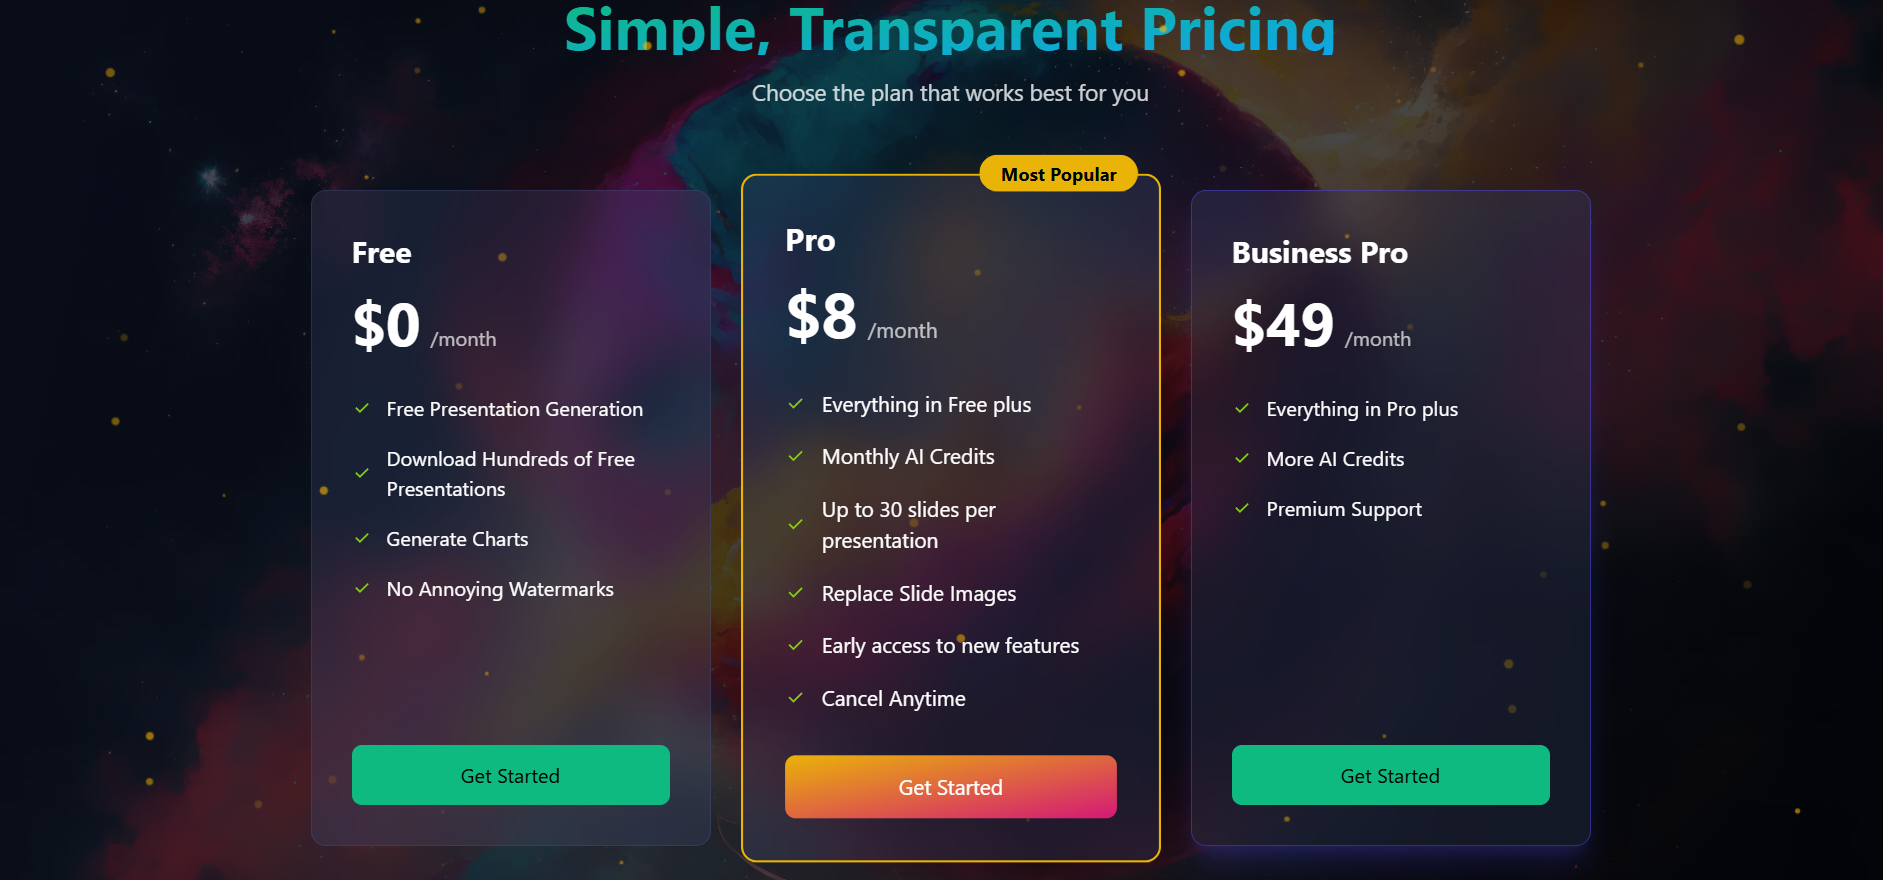 Simple, Transparent Pricing
Choose the plan that works best for you
Free
$0 /month
Free Presentation Generation
Download Hundreds of Free
Presentations
Generate Charts
No Annoying Watermarks
Get Started
Most Popular
Pro
$8 /month
Everything in Free plus
Monthly AI Credits
Up to 30 slides per
presentation
Replace Slide Images
Early access to new features
Cancel Anytime
Get Started
Business Pro
$49 /month
Everything in Pro plus
More AI Credits
Premium Support
Get Started